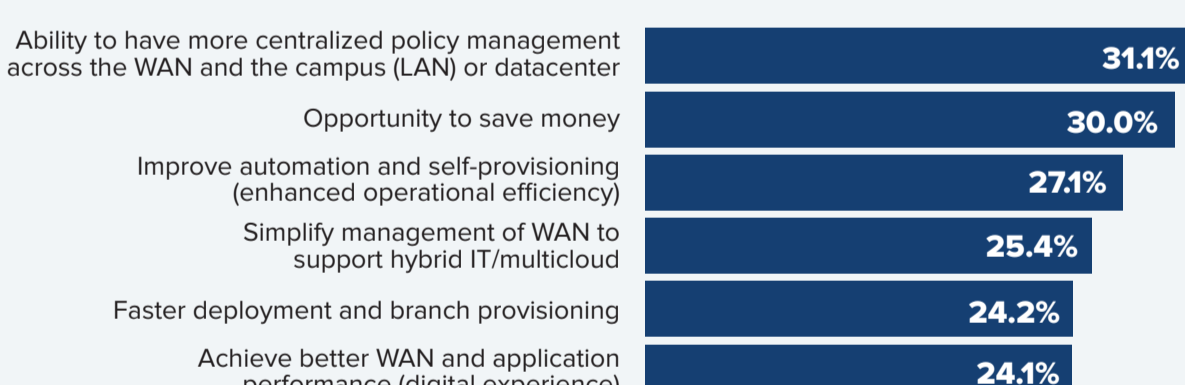 Ability to have more centralized policy management
across the WAN and the campus (LAN) or datacenter
31.1%
Opportunity to save money
30.0%
Improve automation and self-provisioning
(enhanced operational efficiency)
27.1%
Simplify management of WAN to
support hybrid IT/multicloud
25.4%
Faster deployment and branch provisioning
24.2%
Achieve better WAN and application
performance (digital experience)
24.1%